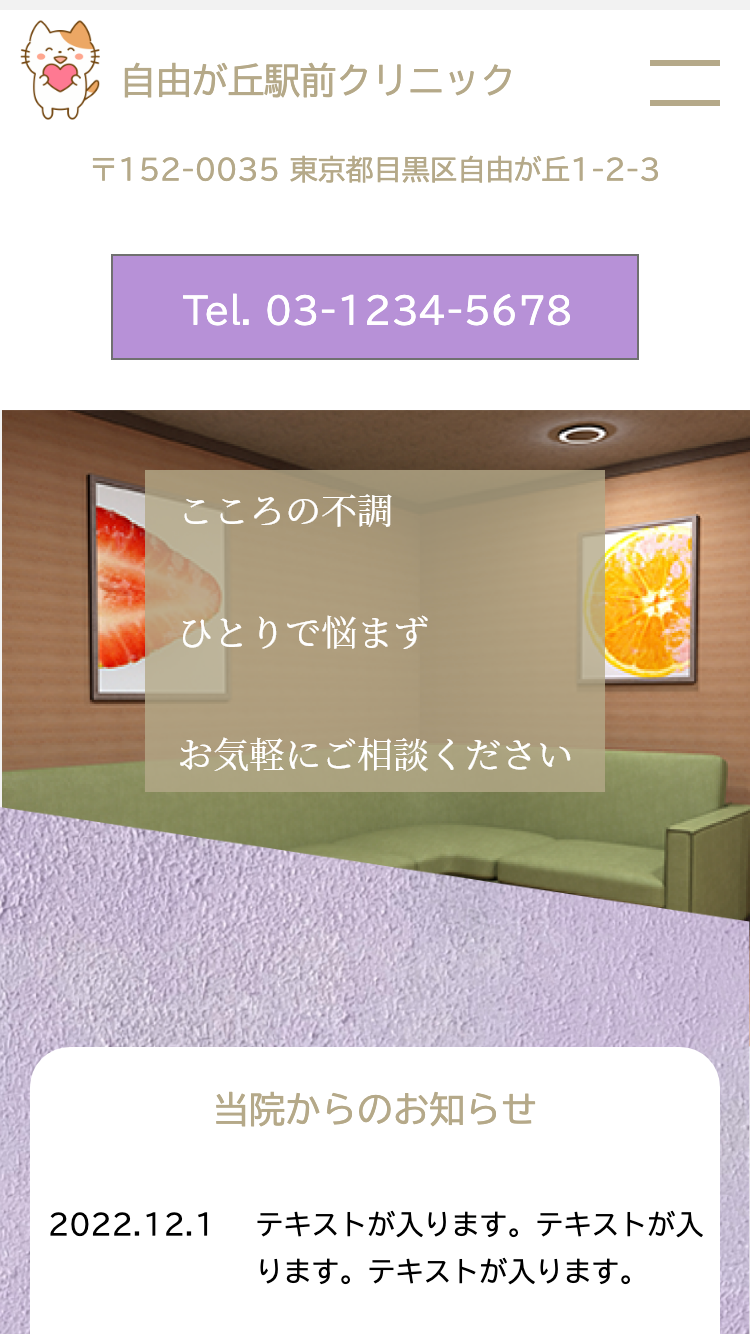 自由が丘駅前クリニック
〒152-0035 東京都目黒区自由が丘1-2-3
Tel. 03-1234-5678
こころの不調
ひとりで悩まず
お気軽にご相談ください
当院からのお知らせ
2022.12.1 テキストが入ります。テキストが入
ります。テキストが入ります。